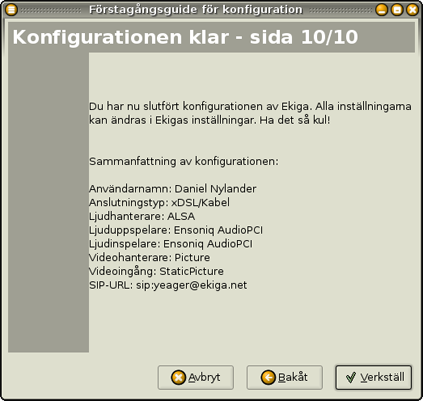 Förstagångsguide för konfiguration
Konfigurationen klar - sida 10/10
Du har nu slutfört konfigurationen av Ekiga. Alla inställningarna
kan ändras i Ekigas inställningar. Ha det så kul!
Sammanfattning av konfigurationen:
Användarnamn: Daniel Nylander
Anslutningstyp: xDSL/Kabel
Ljudhanterare: ALSA
Ljuduppspelare: Ensoniq AudioPCI
Ljudinspelare: Ensoniq AudioPCI
Videohanterare: Picture
Videoingång: StaticPicture
SIP-URL: sip:yeager@ekiga.net
Avbryt
Bakåt
Verkställ